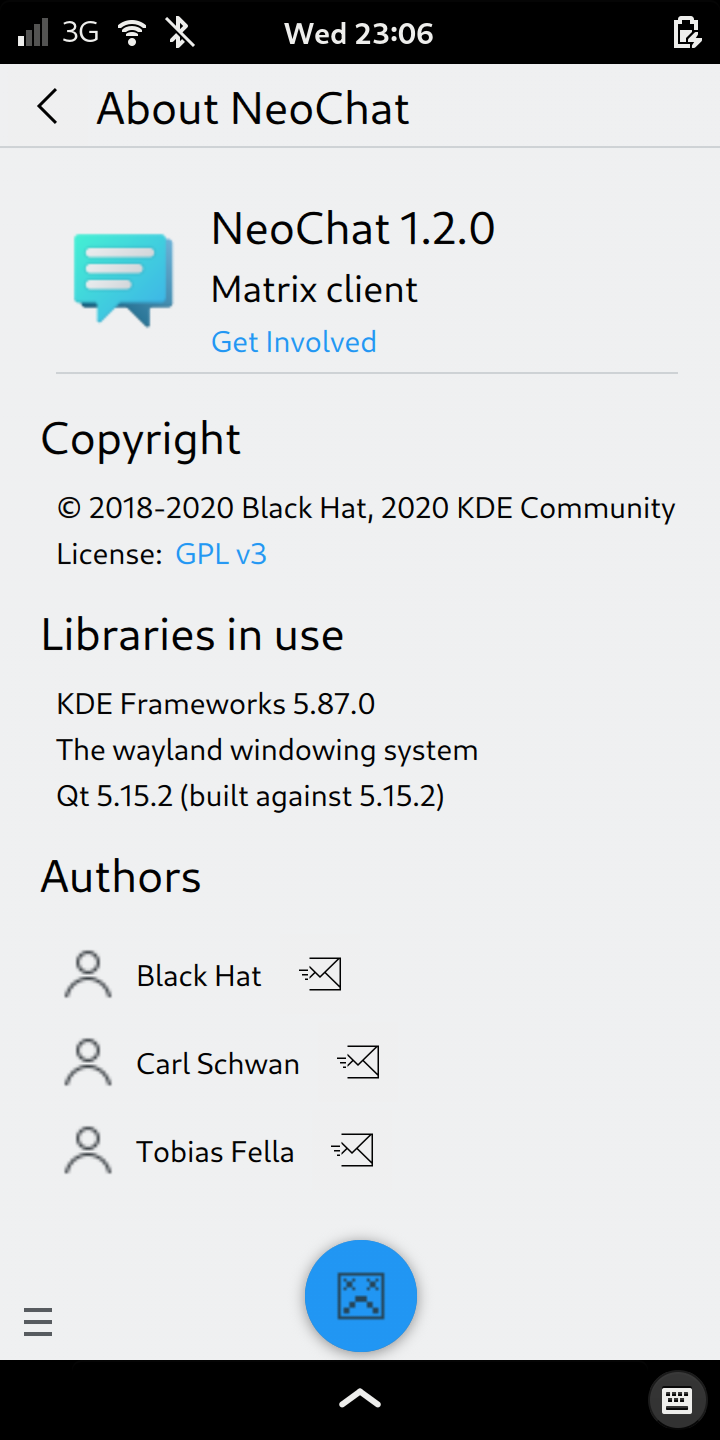 3G
Wed 23:06
About NeoChat
NeoChat 1.2.0
Matrix client
Get Involved
Copyright
© 2018-2020 Black Hat, 2020 KDE Community
License: GPL v3
Libraries in use
KDE Frameworks 5.87.0
The wayland windowing system
Qt 5.15.2 (built against 5.15.2)
Authors
Black Hat
Carl Schwan
Tobias Fella